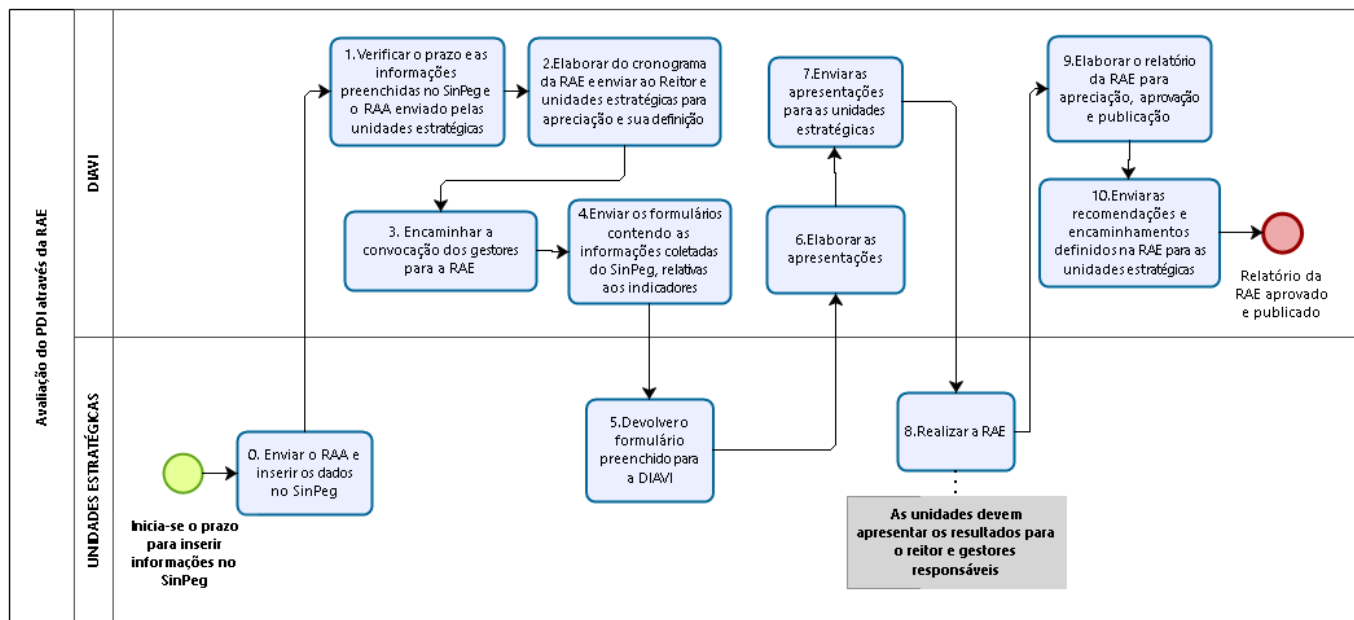 Avaliação do PDI através da RAE
DIAVI
1. Verificar o prazo e as
informações
preenchidas no SinPeg e
o RAA enviado pelas
unidades estratégicas
2.Elaborar do cronograma
da RAE e enviar ao Reitor e
unidades estratégicas para
apreciação e sua definição
3. Encaminhar a
convocação dos gestores
para a RAE
4.Enviar os formulários
contendo as
informações coletadas
do SinPeg, relativas
aos indicadores
6.Elaborar as
apresentações
7.Enviar as
apresentações
para as unidades
estratégicas
9.Elaborar o relatório
da RAE para
apreciação, aprovação
e publicação
10.Enviar as
recomendações e
encaminhamentos
definidos na RAE para as
unidades estratégicas
Relatório da
RAE aprovado
e publicado
UNIDADES ESTRATÉGICAS
Inicia-se o prazo
para inserir
informações no
SinPeg
0. Enviar o RAA e
inserir os dados
no SinPeg
5.Devolver o
formulário
preenchido para
a DIAVI
8.Realizar a RAE
As unidades devem
apresentar os resultados para
o reitor e gestores
responsáveis